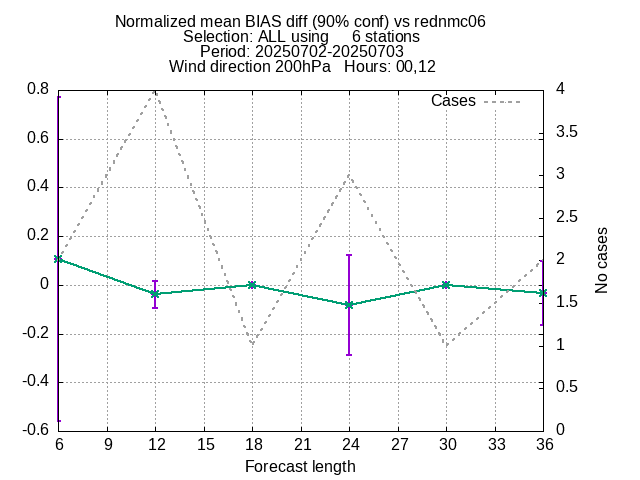 Normalized mean BIAS diff (90% conf) vs rednmc06
Selection: ALL using     6 stations
Period: 20250702-20250703
Wind direction 200hPa   Hours: 00,12
Cases
0.8
0.6
0.4
0.2
0
-0.2
-0.4
-0.6
4
3.5
3
2.5
2
1.5
1
0.5
0
No cases
6 9 12 15 18 21 24 27 30 33 36
Forecast length